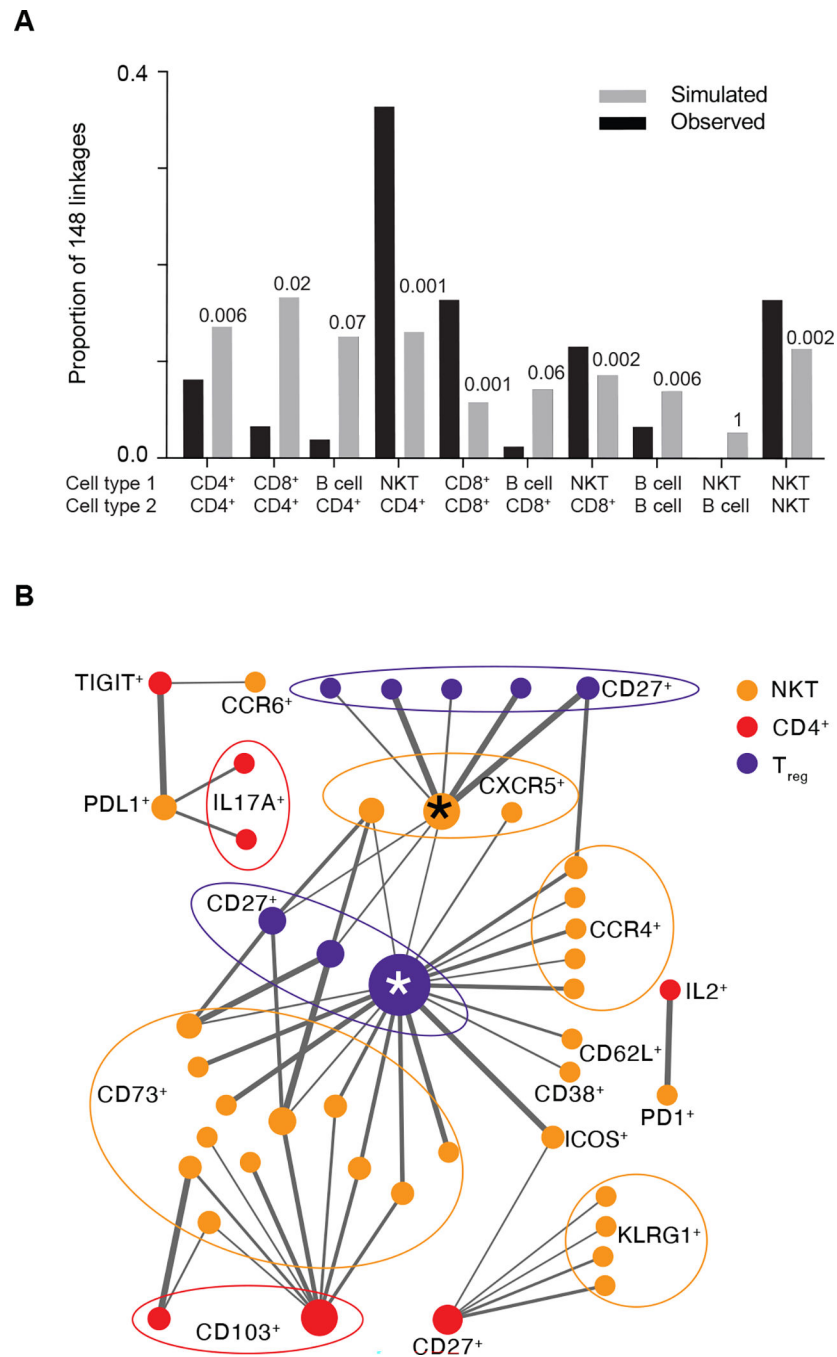 A
0.4
Simulated
Observed
Proportion of 148 linkages
0.006
0.02
0.07
0.001
0.001
0.06
0.002
0.006
1
0.002
0.0
Cell type 1 CD4⁺ CD8⁺ B cell NKT CD8⁺ B cell NKT B cell NKT NKT
Cell type 2 CD4⁺ CD4⁺ CD4⁺ CD4⁺ CD8⁺ CD8⁺ CD8⁺ B cell B cell NKT
B
TIGIT⁺
CCR6⁺
CD27⁺
NKT
CD4⁺
T reg
PDL1⁺
IL17A⁺
CXCR5⁺
*
CD27⁺
CCR4⁺
*
IL2⁺
CD62L⁺
CD73⁺
CD38⁺
PD1⁺
ICOS⁺
KLRG1⁺
CD103⁺
CD27⁺